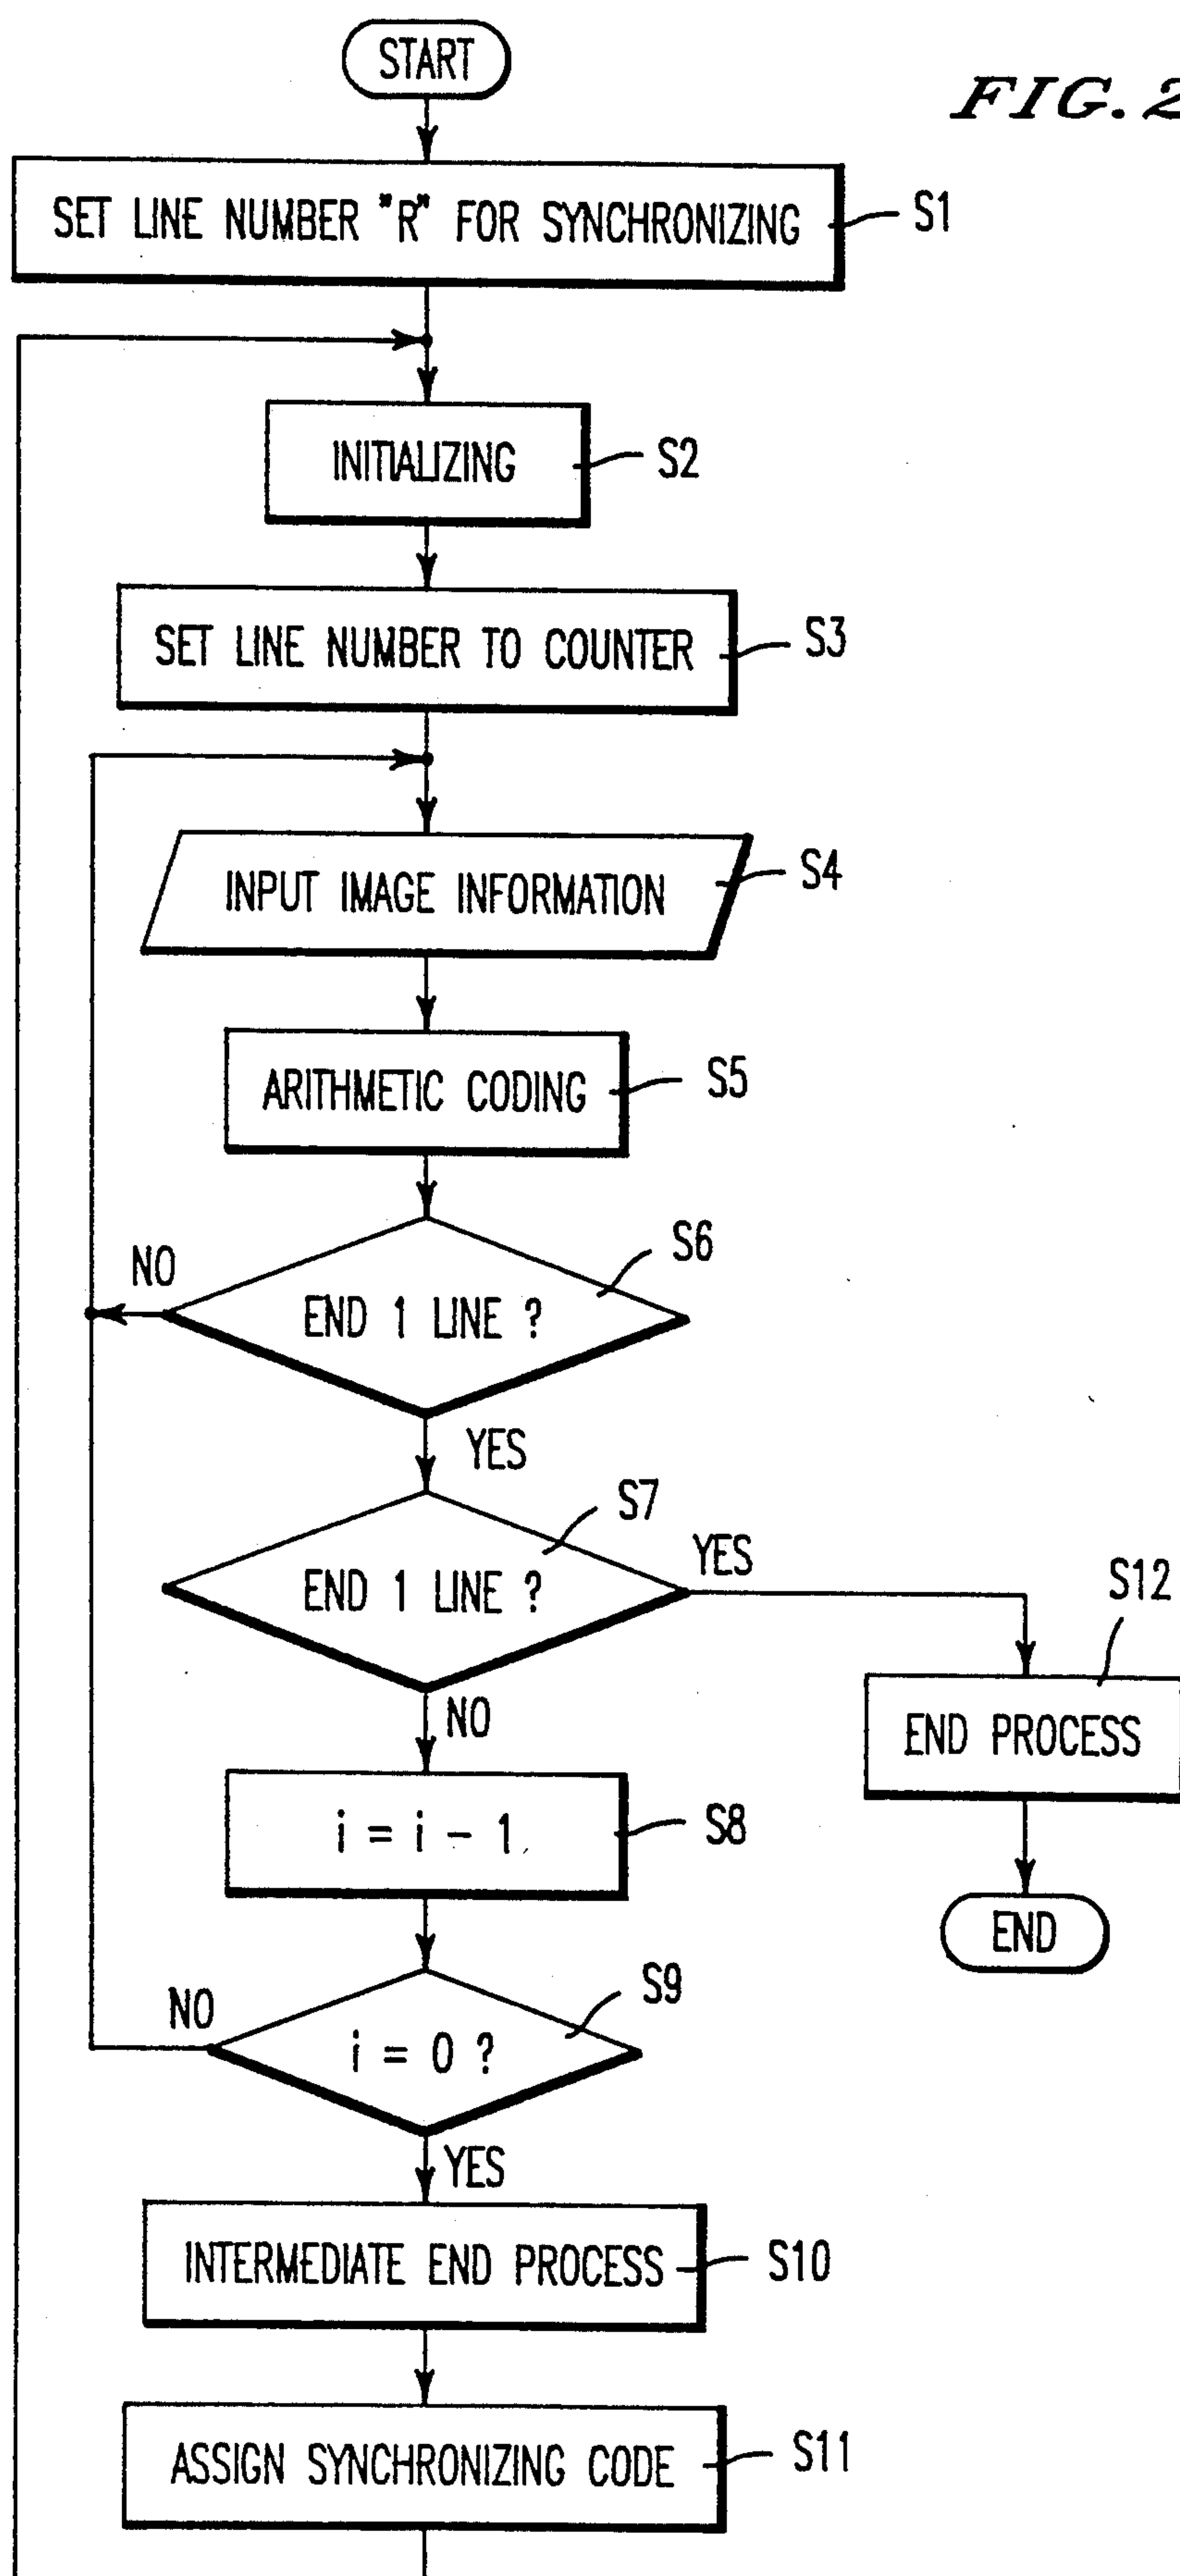 START
FIG. 2
SET LINE NUMBER "R" FOR SYNCHRONIZING
S1
INITIALIZING
S2
SET LINE NUMBER TO COUNTER
S3
INPUT IMAGE INFORMATION
S4
ARITHMETIC CODING
S5
S6
NO
END 1 LINE ?
YES
S7
END 1 LINE ?
YES
S12
NO
END PROCESS
i = i - 1
S8
END
S9
NO
i = 0 ?
YES
INTERMEDIATE END PROCESS
S10
ASSIGN SYNCHRONIZING CODE
S11